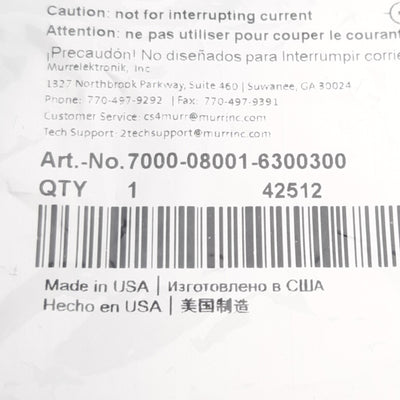 Caution: not for interrupting current
Attention: ne pas utiliser pour couper le courant
¡Precaudón! No diseñados para Interrumpir
Murrelektronik, Inc
1327 Northbrook Parkway, Suite 460 | Suwanee, GA 30024
Phone: 770-497-9292 | Fax: 770-497-9391
Customer Service: cs4murr@murrinc.com
Tech Support: 2techsupport@murrinc.com
Art.-No.7000-08001-6300300
QTY 1 42512
Made in USA | Изготовлено в США
Hecho en USA | 美国制造